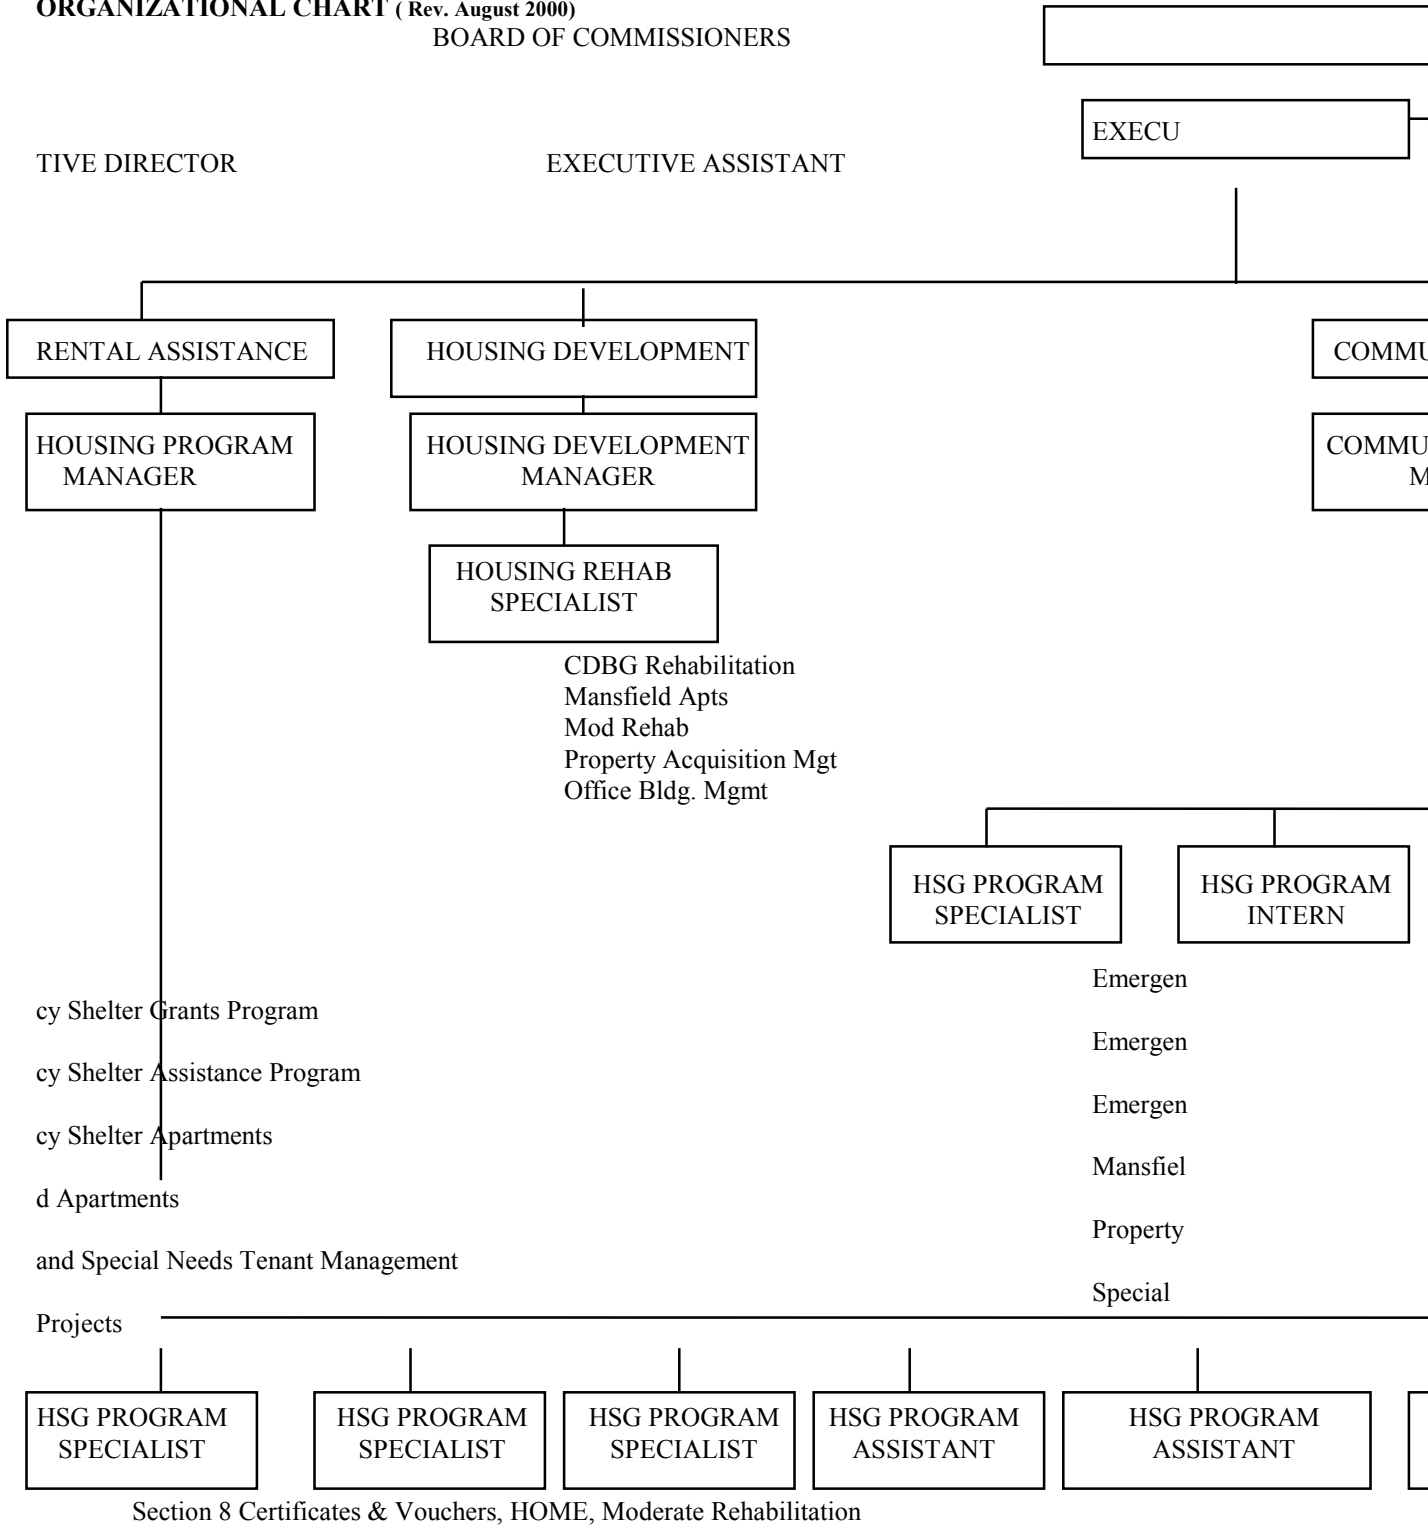 ORGANIZATIONAL CHART ( Rev. August 2000)
BOARD OF COMMISSIONERS
EXECU
TIVE DIRECTOR EXECUTIVE ASSISTANT
RENTAL ASSISTANCE
HOUSING DEVELOPMENT
COMMU
HOUSING PROGRAM
MANAGER
HOUSING DEVELOPMENT
MANAGER
COMMU
M
HOUSING REHAB
SPECIALIST
CDBG Rehabilitation
Mansfield Apts
Mod Rehab
Property Acquisition Mgt
Office Bldg. Mgmt
HSG PROGRAM
SPECIALIST
HSG PROGRAM
INTERN
Emergen
cy Shelter Grants Program
Emergen
cy Shelter Assistance Program
Emergen
cy Shelter Apartments
Mansfiel
d Apartments
Property
and Special Needs Tenant Management
Special
Projects
HSG PROGRAM
SPECIALIST
HSG PROGRAM
SPECIALIST
HSG PROGRAM
SPECIALIST
HSG PROGRAM
ASSISTANT
HSG PROGRAM
ASSISTANT
Section 8 Certificates & Vouchers, HOME, Moderate Rehabilitation